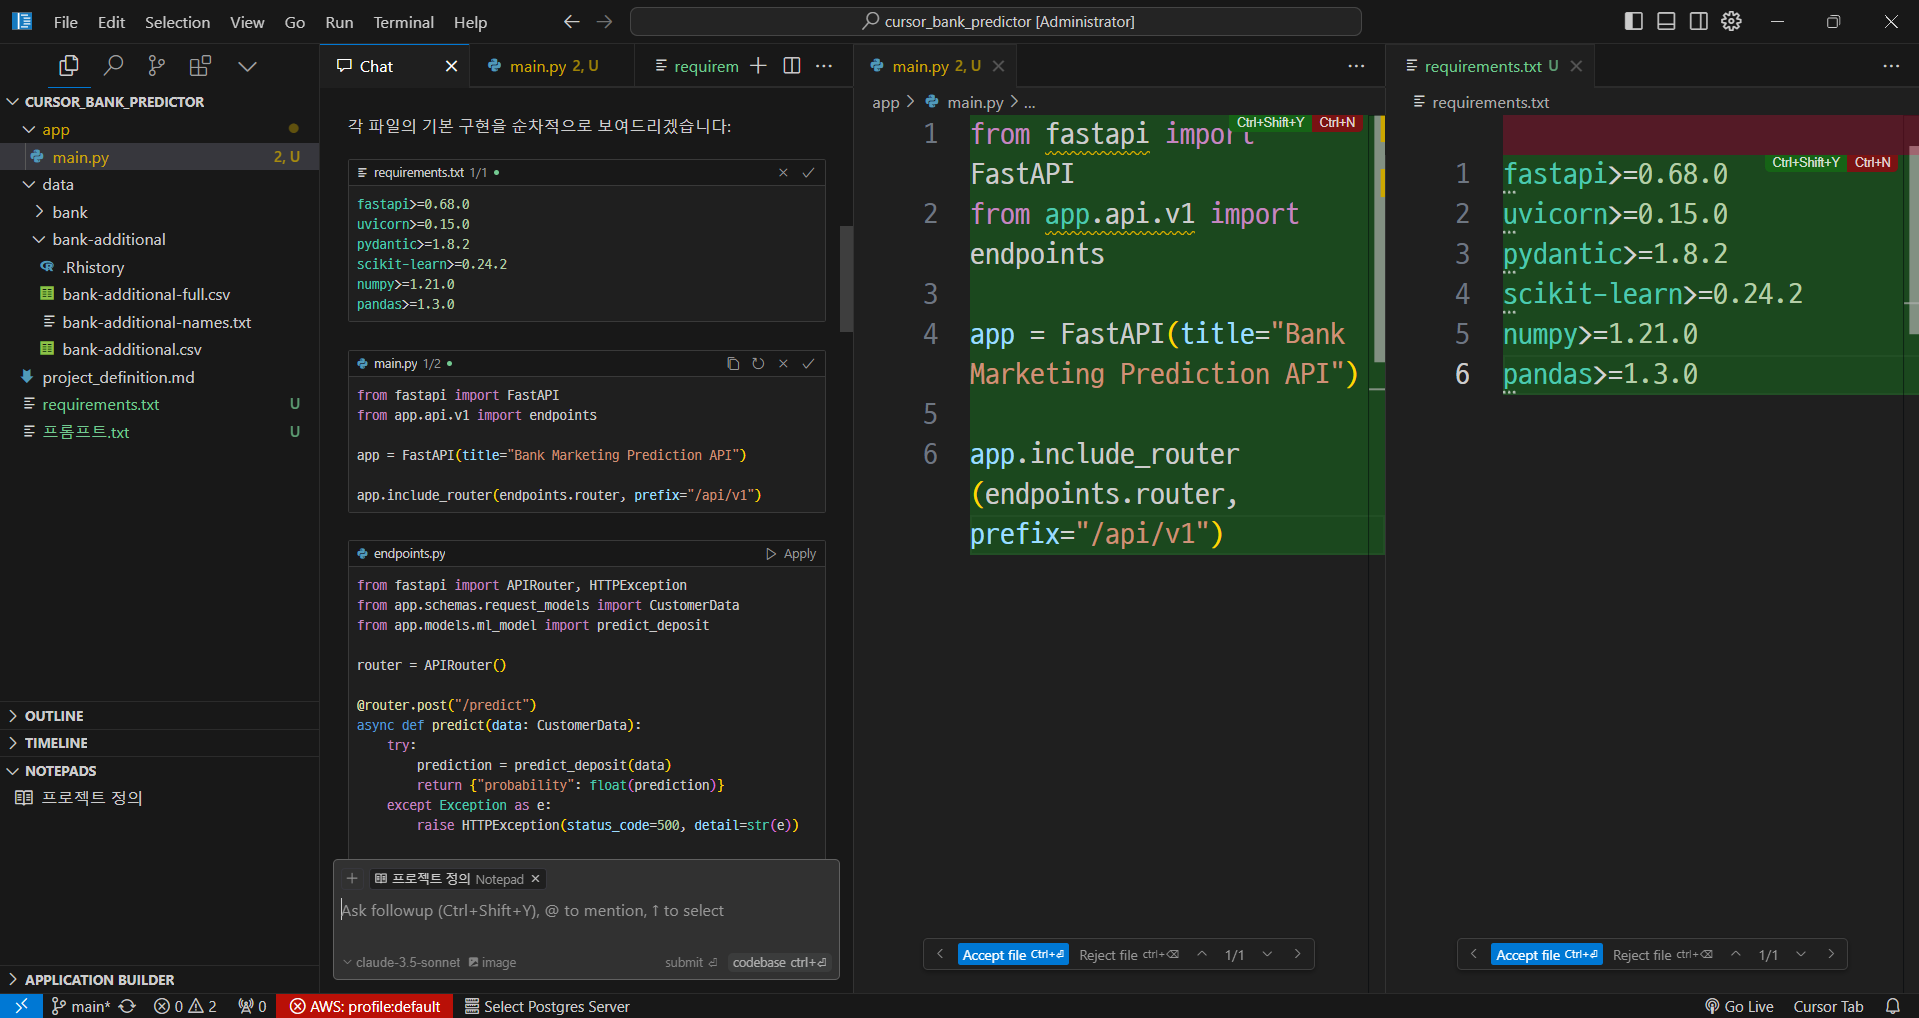 File Edit Selection View Go Run Terminal Help
cursor_bank_predictor [Administrator]
CURSOR_BANK_PREDICTOR
app
main.py 2, U
data
bank
bank-additional
.Rhistory
bank-additional-full.csv
bank-additional-names.txt
bank-additional.csv
project_definition.md
requirements.txt U
프롬프트.txt U
OUTLINE
TIMELINE
NOTEPADS
프로젝트 정의
APPLICATION BUILDER
Chat
main.py 2, U
requirem
각 파일의 기본 구현을 순차적으로 보여드리겠습니다:
requirements.txt 1/1
fastapi>=0.68.0
uvicorn>=0.15.0
pydantic>=1.8.2
scikit-learn>=0.24.2
numpy>=1.21.0
pandas>=1.3.0
main.py 1/2
from fastapi import FastAPI
from app.api.v1 import endpoints
app = FastAPI(title="Bank Marketing Prediction API")
app.include_router(endpoints.router, prefix="/api/v1")
endpoints.py Apply
from fastapi import APIRouter, HTTPException
from app.schemas.request_models import CustomerData
from app.models.ml_model import predict_deposit
router = APIRouter()
@router.post("/predict")
async def predict(data: CustomerData):
try:
prediction = predict_deposit(data)
return {"probability": float(prediction)}
except Exception as e:
raise HTTPException(status_code=500, detail=str(e))
프로젝트 정의 Notepad
Ask followup (Ctrl+Shift+Y), @ to mention, ↑ to select
claude-3.5-sonnet image submit ⏎ codebase ctrl+⏎
main.py 2, U
app > main.py > ...
Ctrl+Shift+Y Ctrl+N
1 from fastapi import
FastAPI
2 from app.api.v1 import
endpoints
3
4 app = FastAPI(title="Bank
Marketing Prediction API")
5
6 app.include_router
(endpoints.router,
prefix="/api/v1")
Accept file Ctrl+⏎ Reject file ctrl+⌫ 1/1
requirements.txt U
requirements.txt
Ctrl+Shift+Y Ctrl+N
1 fastapi>=0.68.0
2 uvicorn>=0.15.0
3 pydantic>=1.8.2
4 scikit-learn>=0.24.2
5 numpy>=1.21.0
6 pandas>=1.3.0
Accept file Ctrl+⏎ Reject file ctrl+⌫ 1/1
main* 0 2 0 AWS: profile:default Select Postgres Server Go Live Cursor Tab